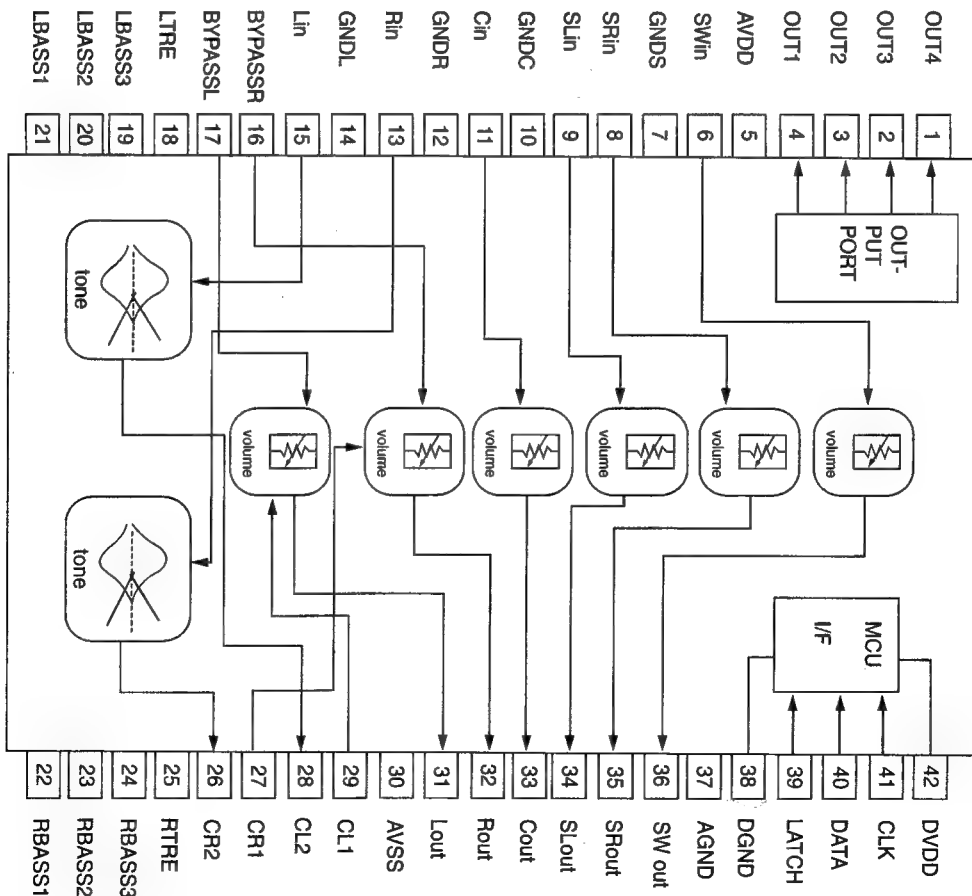 OUT4
OUT3
OUT2
OUT1
AVDD
SWin
GNDS
SRin
SLin
GNDC
Cin
GNDR
Rin
GNDL
Lin
BYPASSR
BYPASSL
LTRE
LBASS3
LBASS2
LBASS1
1
2
3
4
5
6
7
8
9
10
11
12
13
14
15
16
17
18
19
20
21
OUT-
PUT
PORT
tone
tone
volume
volume
volume
volume
volume
volume
MCU
I/F
42
41
40
39
38
37
36
35
34
33
32
31
30
29
28
27
26
25
24
23
22
DVDD
CLK
DATA
LATCH
DGND
AGND
SW out
SRout
SLout
Cout
Rout
Lout
AVSS
CL1
CL2
CR1
CR2
RTRE
RBASS3
RBASS2
RBASS1